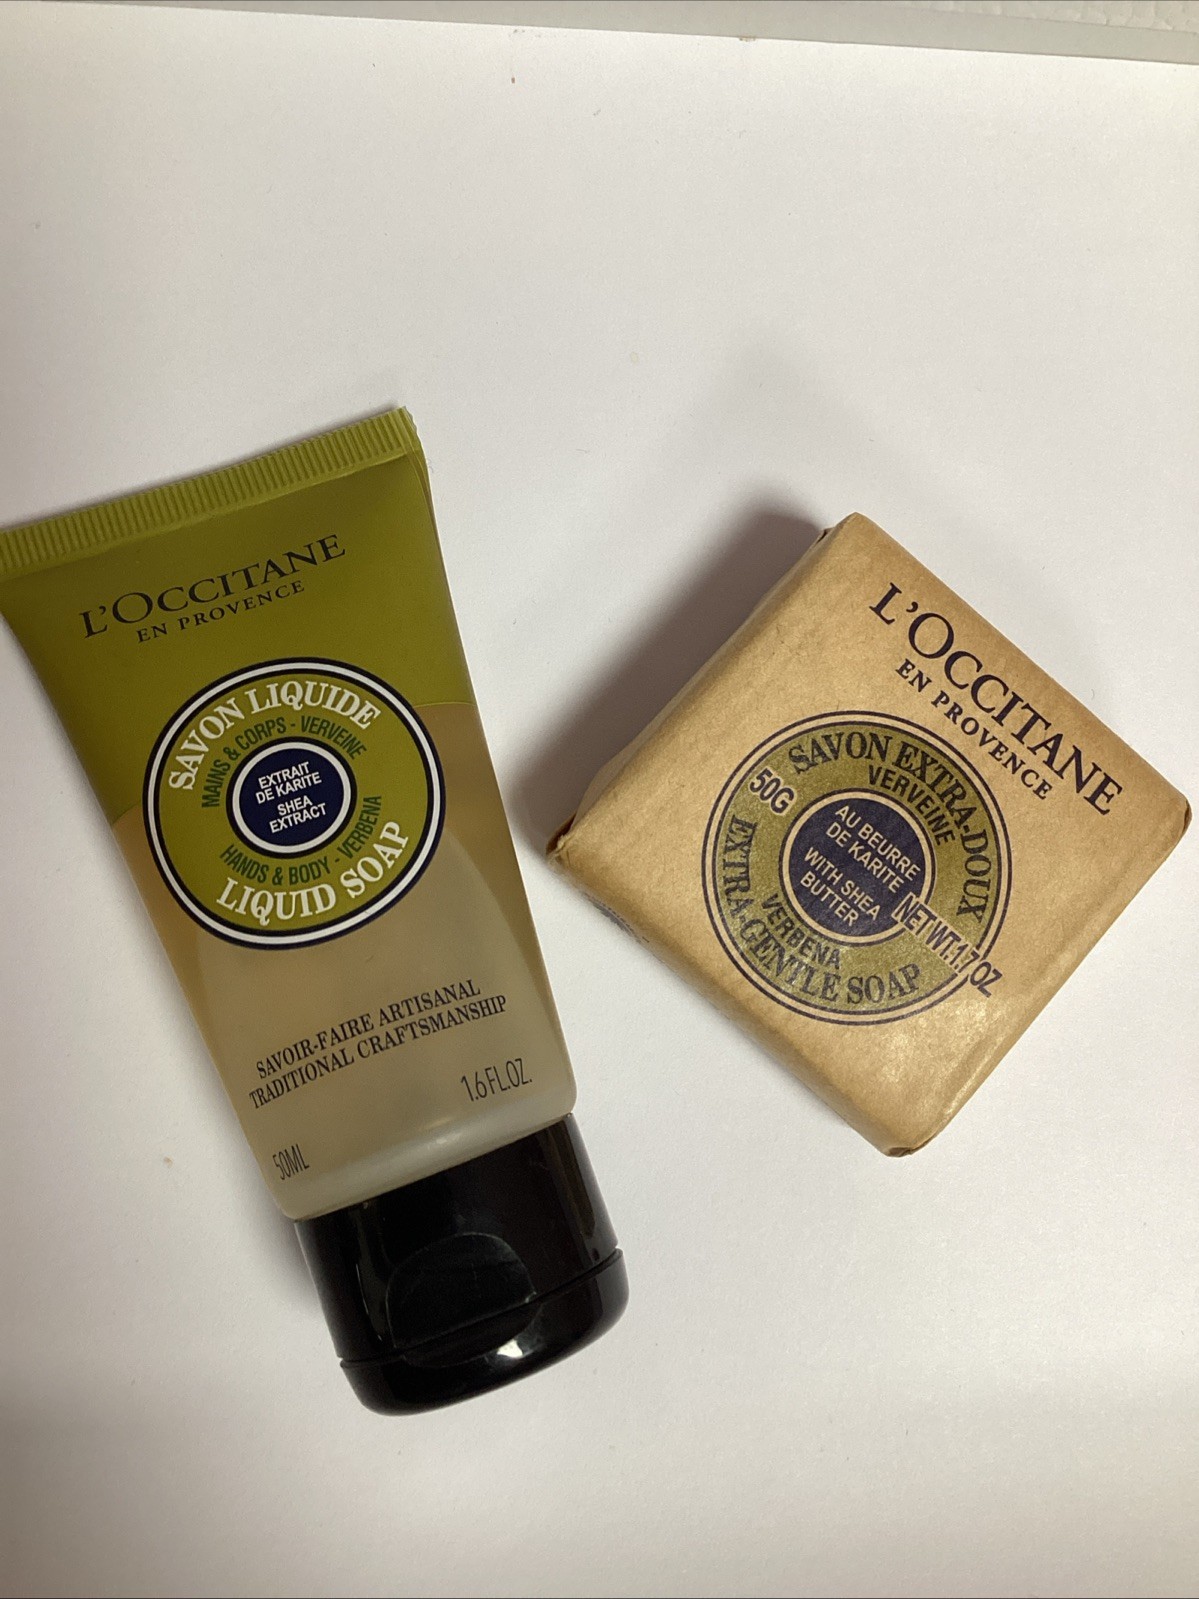 L'OCCITANE
EN PROVENCE
SAVON LIQUIDE
MAINS & CORPS - VERVEINE
EXTRAIT
DE KARITE
SHEA
EXTRACT
HANDS & BODY - VERBENA
LIQUID SOAP
SAVOIR-FAIRE ARTISANAL
TRADITIONAL CRAFTSMANSHIP
1.6 FL.OZ.
50ML
L'OCCITANE
EN PROVENCE
SAVON EXTRA-DOUX
VERVEINE
50G
AU BEURRE
DE KARITE
WITH SHEA
BUTTER
NET WT.1.7 OZ
VERBENA
EXTRA-GENTLE SOAP